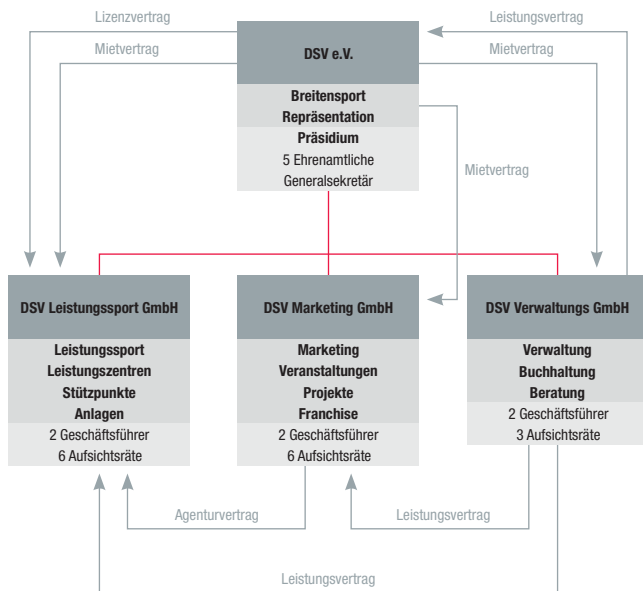 Lizenzvertrag
Leistungsvertrag
Mietvertrag
Mietvertrag
DSV e.V.
Breitensport
Repräsentation
Präsidium
5 Ehrenamtliche
Generalsekretär
Mietvertrag
DSV Leistungssport GmbH
Leistungssport
Leistungszentren
Stützpunkte
Anlagen
2 Geschäftsführer
6 Aufsichtsräte
DSV Marketing GmbH
Marketing
Veranstaltungen
Projekte
Franchise
2 Geschäftsführer
6 Aufsichtsräte
DSV Verwaltungs GmbH
Verwaltung
Buchhaltung
Beratung
2 Geschäftsführer
3 Aufsichtsräte
Agenturvertrag
Leistungsvertrag
Leistungsvertrag